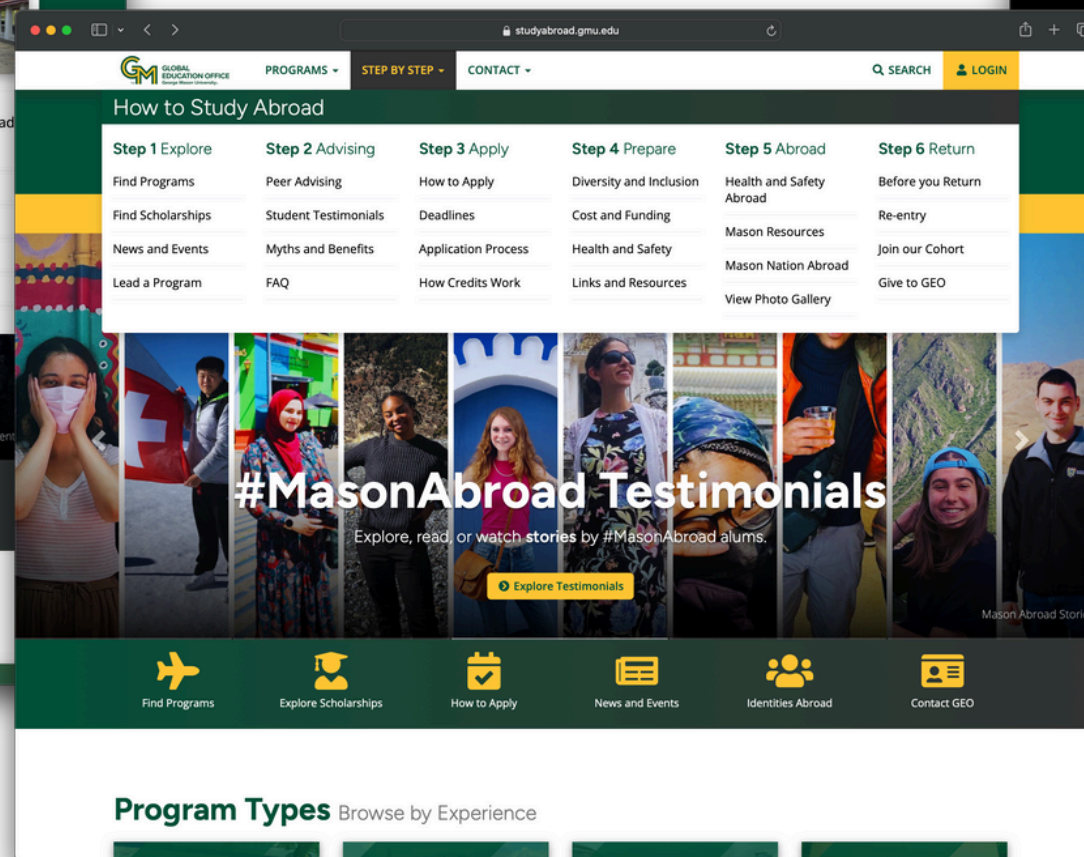 studyabroad.gmu.edu
GM GLOBAL
EDUCATION OFFICE
George Mason University.
PROGRAMS
STEP BY STEP
CONTACT
SEARCH
LOGIN
How to Study Abroad
Step 1 Explore
Find Programs
Find Scholarships
News and Events
Lead a Program
Step 2 Advising
Peer Advising
Student Testimonials
Myths and Benefits
FAQ
Step 3 Apply
How to Apply
Deadlines
Application Process
How Credits Work
Step 4 Prepare
Diversity and Inclusion
Cost and Funding
Health and Safety
Links and Resources
Step 5 Abroad
Health and Safety
Abroad
Mason Resources
Mason Nation Abroad
View Photo Gallery
Step 6 Return
Before you Return
Re-entry
Join our Cohort
Give to GEO
#MasonAbroad Testimonials
Explore, read, or watch stories by #MasonAbroad alums.
Explore Testimonials
Mason Abroad
Find Programs
Explore Scholarships
How to Apply
News and Events
Identities Abroad
Contact GEO
Program Types Browse by Experience